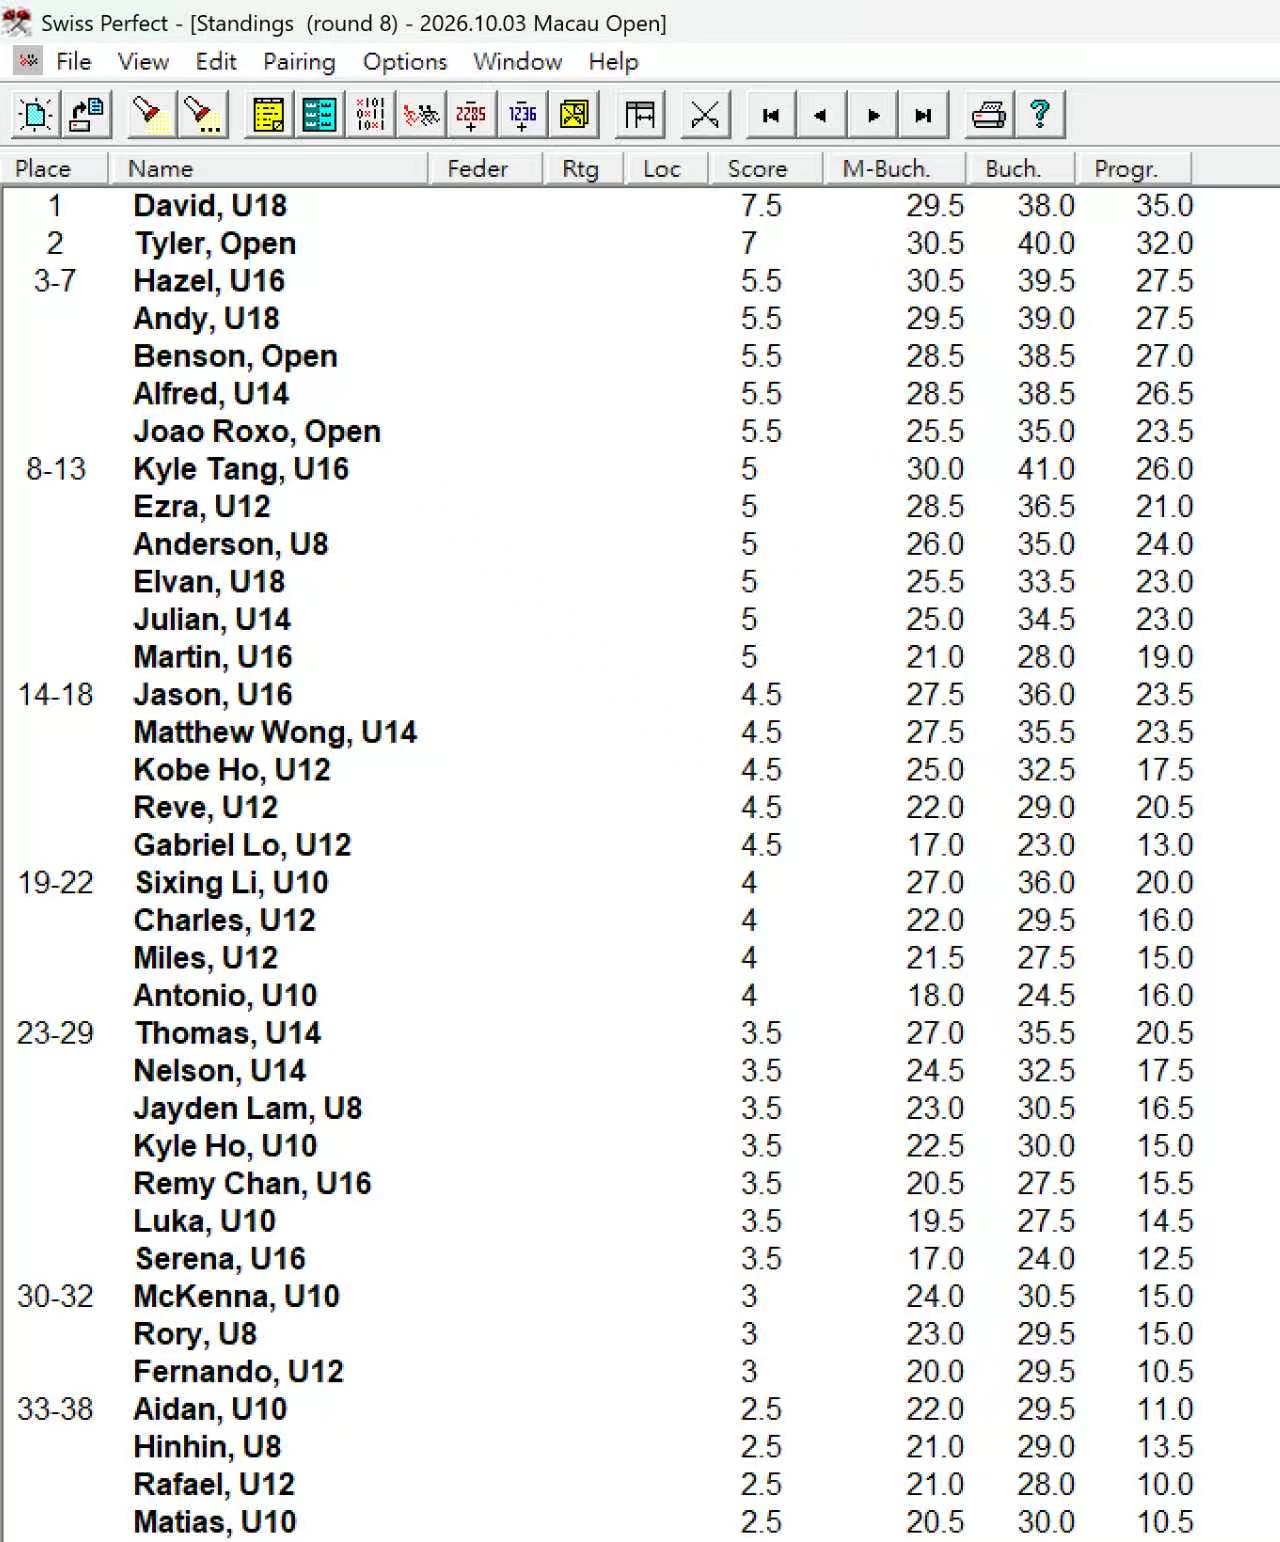 Swiss Perfect - [Standings (round 8) - 2026.10.03 Macau Open]
File View Edit Pairing Options Window Help
2285 1236
Place Name Feder Rtg Loc Score M-Buch. Buch. Progr.
1 David, U18 7.5 29.5 38.0 35.0
2 Tyler, Open 7 30.5 40.0 32.0
3-7 Hazel, U16 5.5 30.5 39.5 27.5
Andy, U18 5.5 29.5 39.0 27.5
Benson, Open 5.5 28.5 38.5 27.0
Alfred, U14 5.5 28.5 38.5 26.5
Joao Roxo, Open 5.5 25.5 35.0 23.5
8-13 Kyle Tang, U16 5 30.0 41.0 26.0
Ezra, U12 5 28.5 36.5 21.0
Anderson, U8 5 26.0 35.0 24.0
Elvan, U18 5 25.5 33.5 23.0
Julian, U14 5 25.0 34.5 23.0
Martin, U16 5 21.0 28.0 19.0
14-18 Jason, U16 4.5 27.5 36.0 23.5
Matthew Wong, U14 4.5 27.5 35.5 23.5
Kobe Ho, U12 4.5 25.0 32.5 17.5
Reve, U12 4.5 22.0 29.0 20.5
Gabriel Lo, U12 4.5 17.0 23.0 13.0
19-22 Sixing Li, U10 4 27.0 36.0 20.0
Charles, U12 4 22.0 29.5 16.0
Miles, U12 4 21.5 27.5 15.0
Antonio, U10 4 18.0 24.5 16.0
23-29 Thomas, U14 3.5 27.0 35.5 20.5
Nelson, U14 3.5 24.5 32.5 17.5
Jayden Lam, U8 3.5 23.0 30.5 16.5
Kyle Ho, U10 3.5 22.5 30.0 15.0
Remy Chan, U16 3.5 20.5 27.5 15.5
Luka, U10 3.5 19.5 27.5 14.5
Serena, U16 3.5 17.0 24.0 12.5
30-32 McKenna, U10 3 24.0 30.5 15.0
Rory, U8 3 23.0 29.5 15.0
Fernando, U12 3 20.0 29.5 10.5
33-38 Aidan, U10 2.5 22.0 29.5 11.0
Hinhin, U8 2.5 21.0 29.0 13.5
Rafael, U12 2.5 21.0 28.0 10.0
Matias, U10 2.5 20.5 30.0 10.5